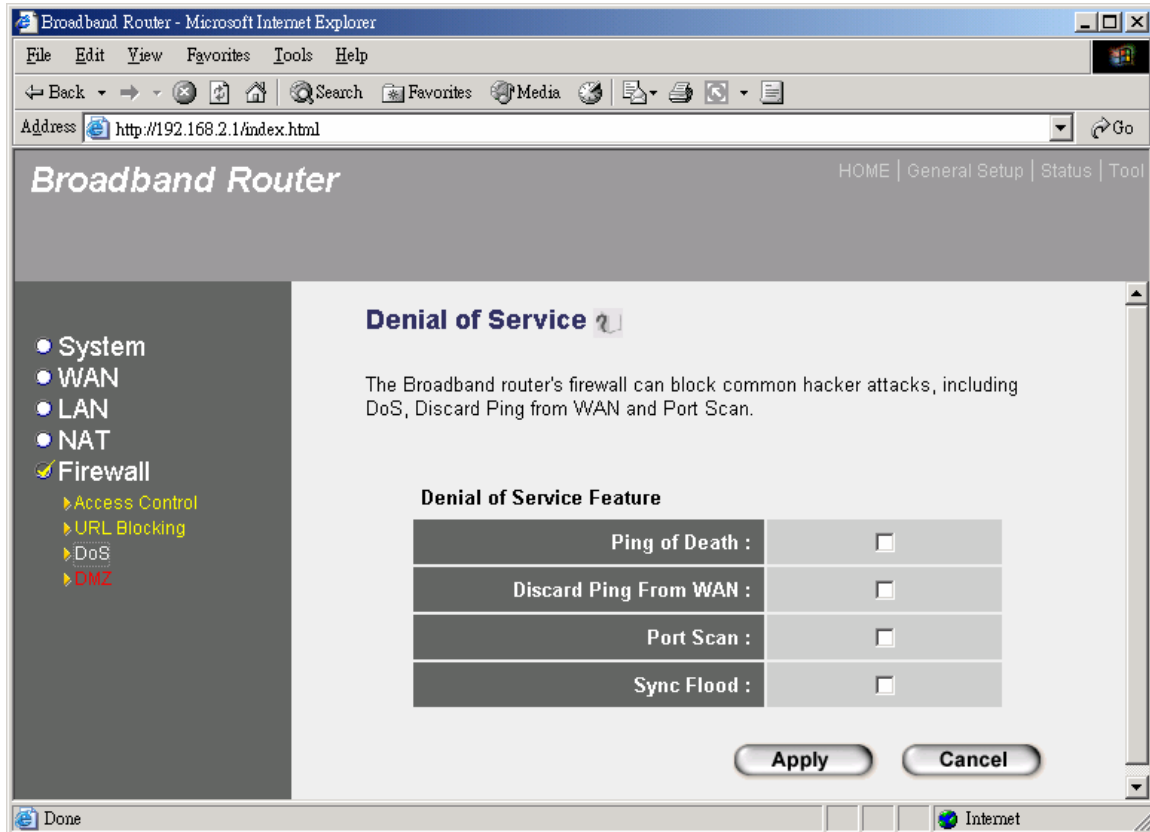 Broadband Router - Microsoft Internet Explorer
File Edit View Favorites Tools Help
Back Search Favorites Media
Address http://192.168.2.1/index.html Go
Broadband Router
HOME | General Setup | Status | Tool
System
WAN
LAN
NAT
Firewall
Access Control
URL Blocking
DoS
DMZ
Denial of Service
The Broadband router's firewall can block common hacker attacks, including
DoS, Discard Ping from WAN and Port Scan.
Denial of Service Feature
Ping of Death :
Discard Ping From WAN :
Port Scan :
Sync Flood :
Apply Cancel
Done Internet